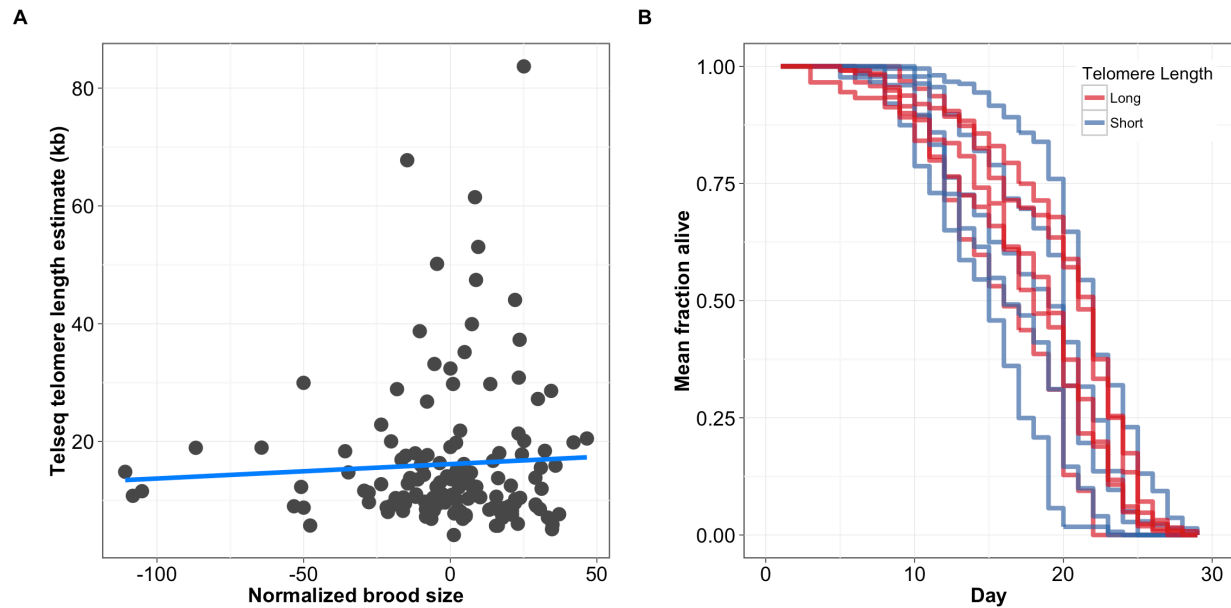 A
Telseq telomere length estimate (kb)
80
60
40
20
-100
-50
0
50
Normalized brood size
B
Mean fraction alive
1.00
0.75
0.50
0.25
0.00
0
10
20
30
Day
Telomere Length
Long
Short